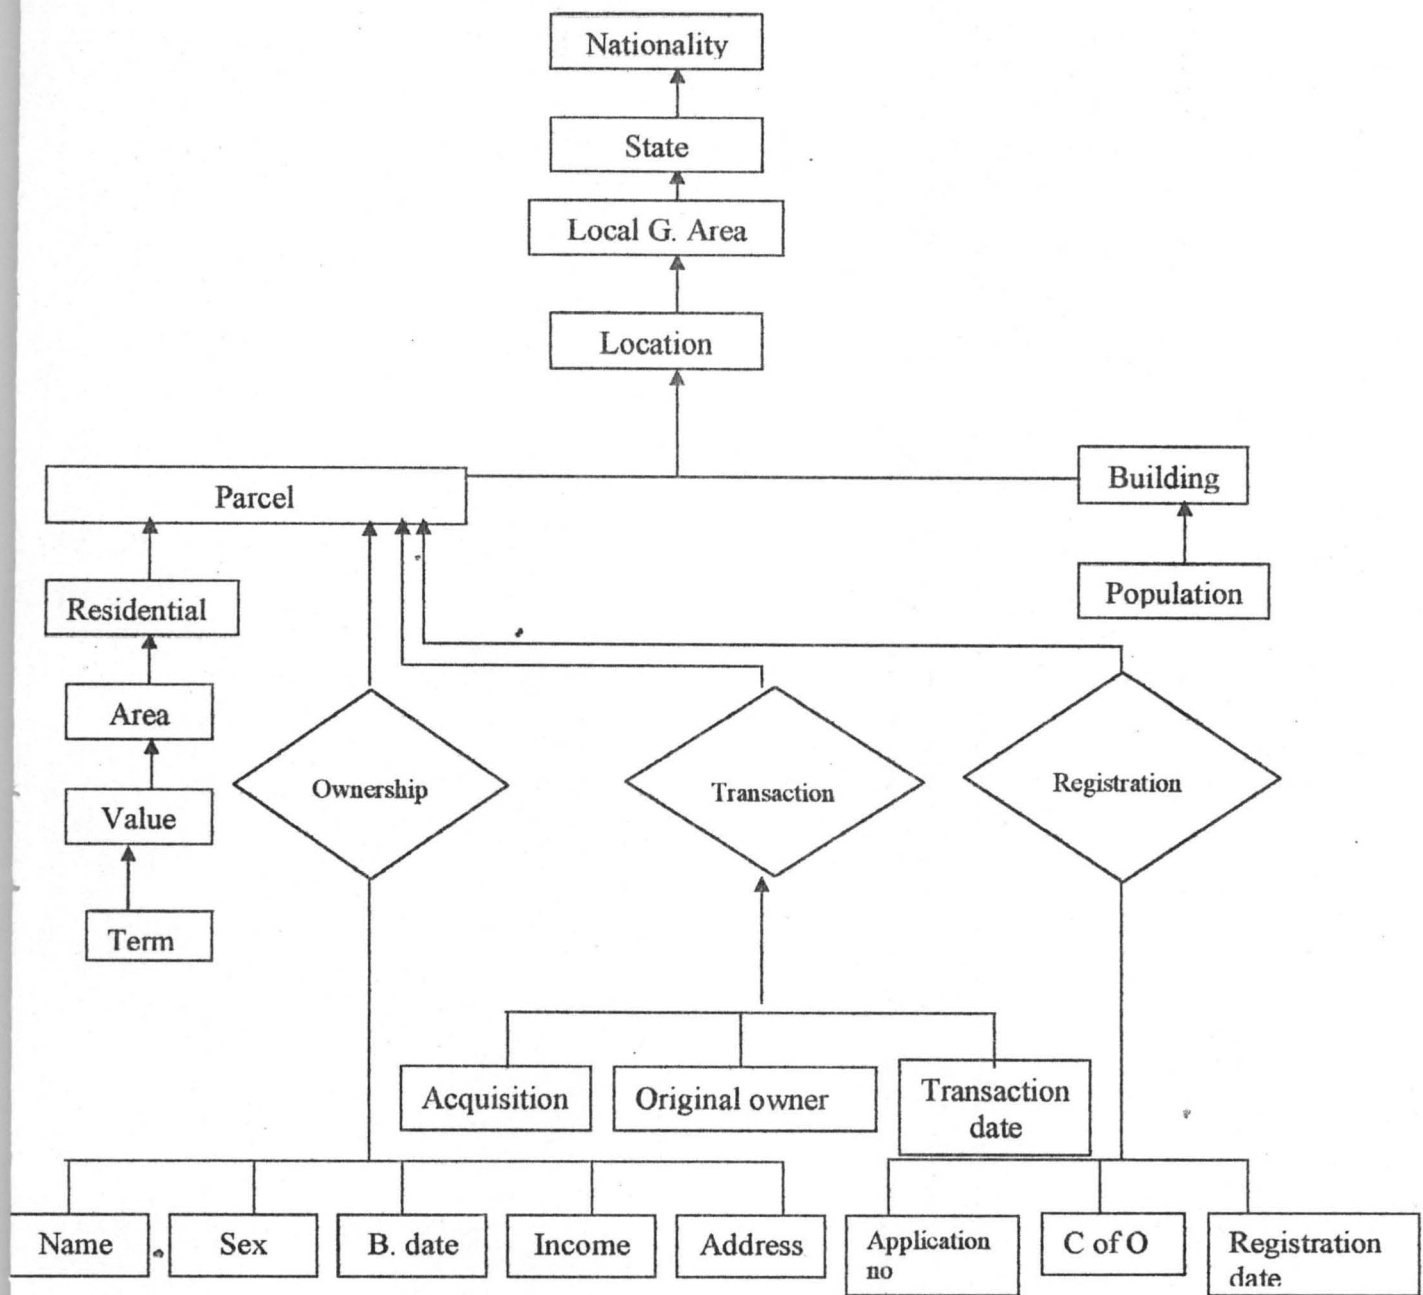 Nationality
State
Local G. Area
Location
Parcel
Building
Residential
Population
Area
Value
Term
Ownership
Transaction
Registration
Acquisition
Original owner
Transaction
date
Name
Sex
B. date
Income
Address
Application
no
C of O
Registration
date